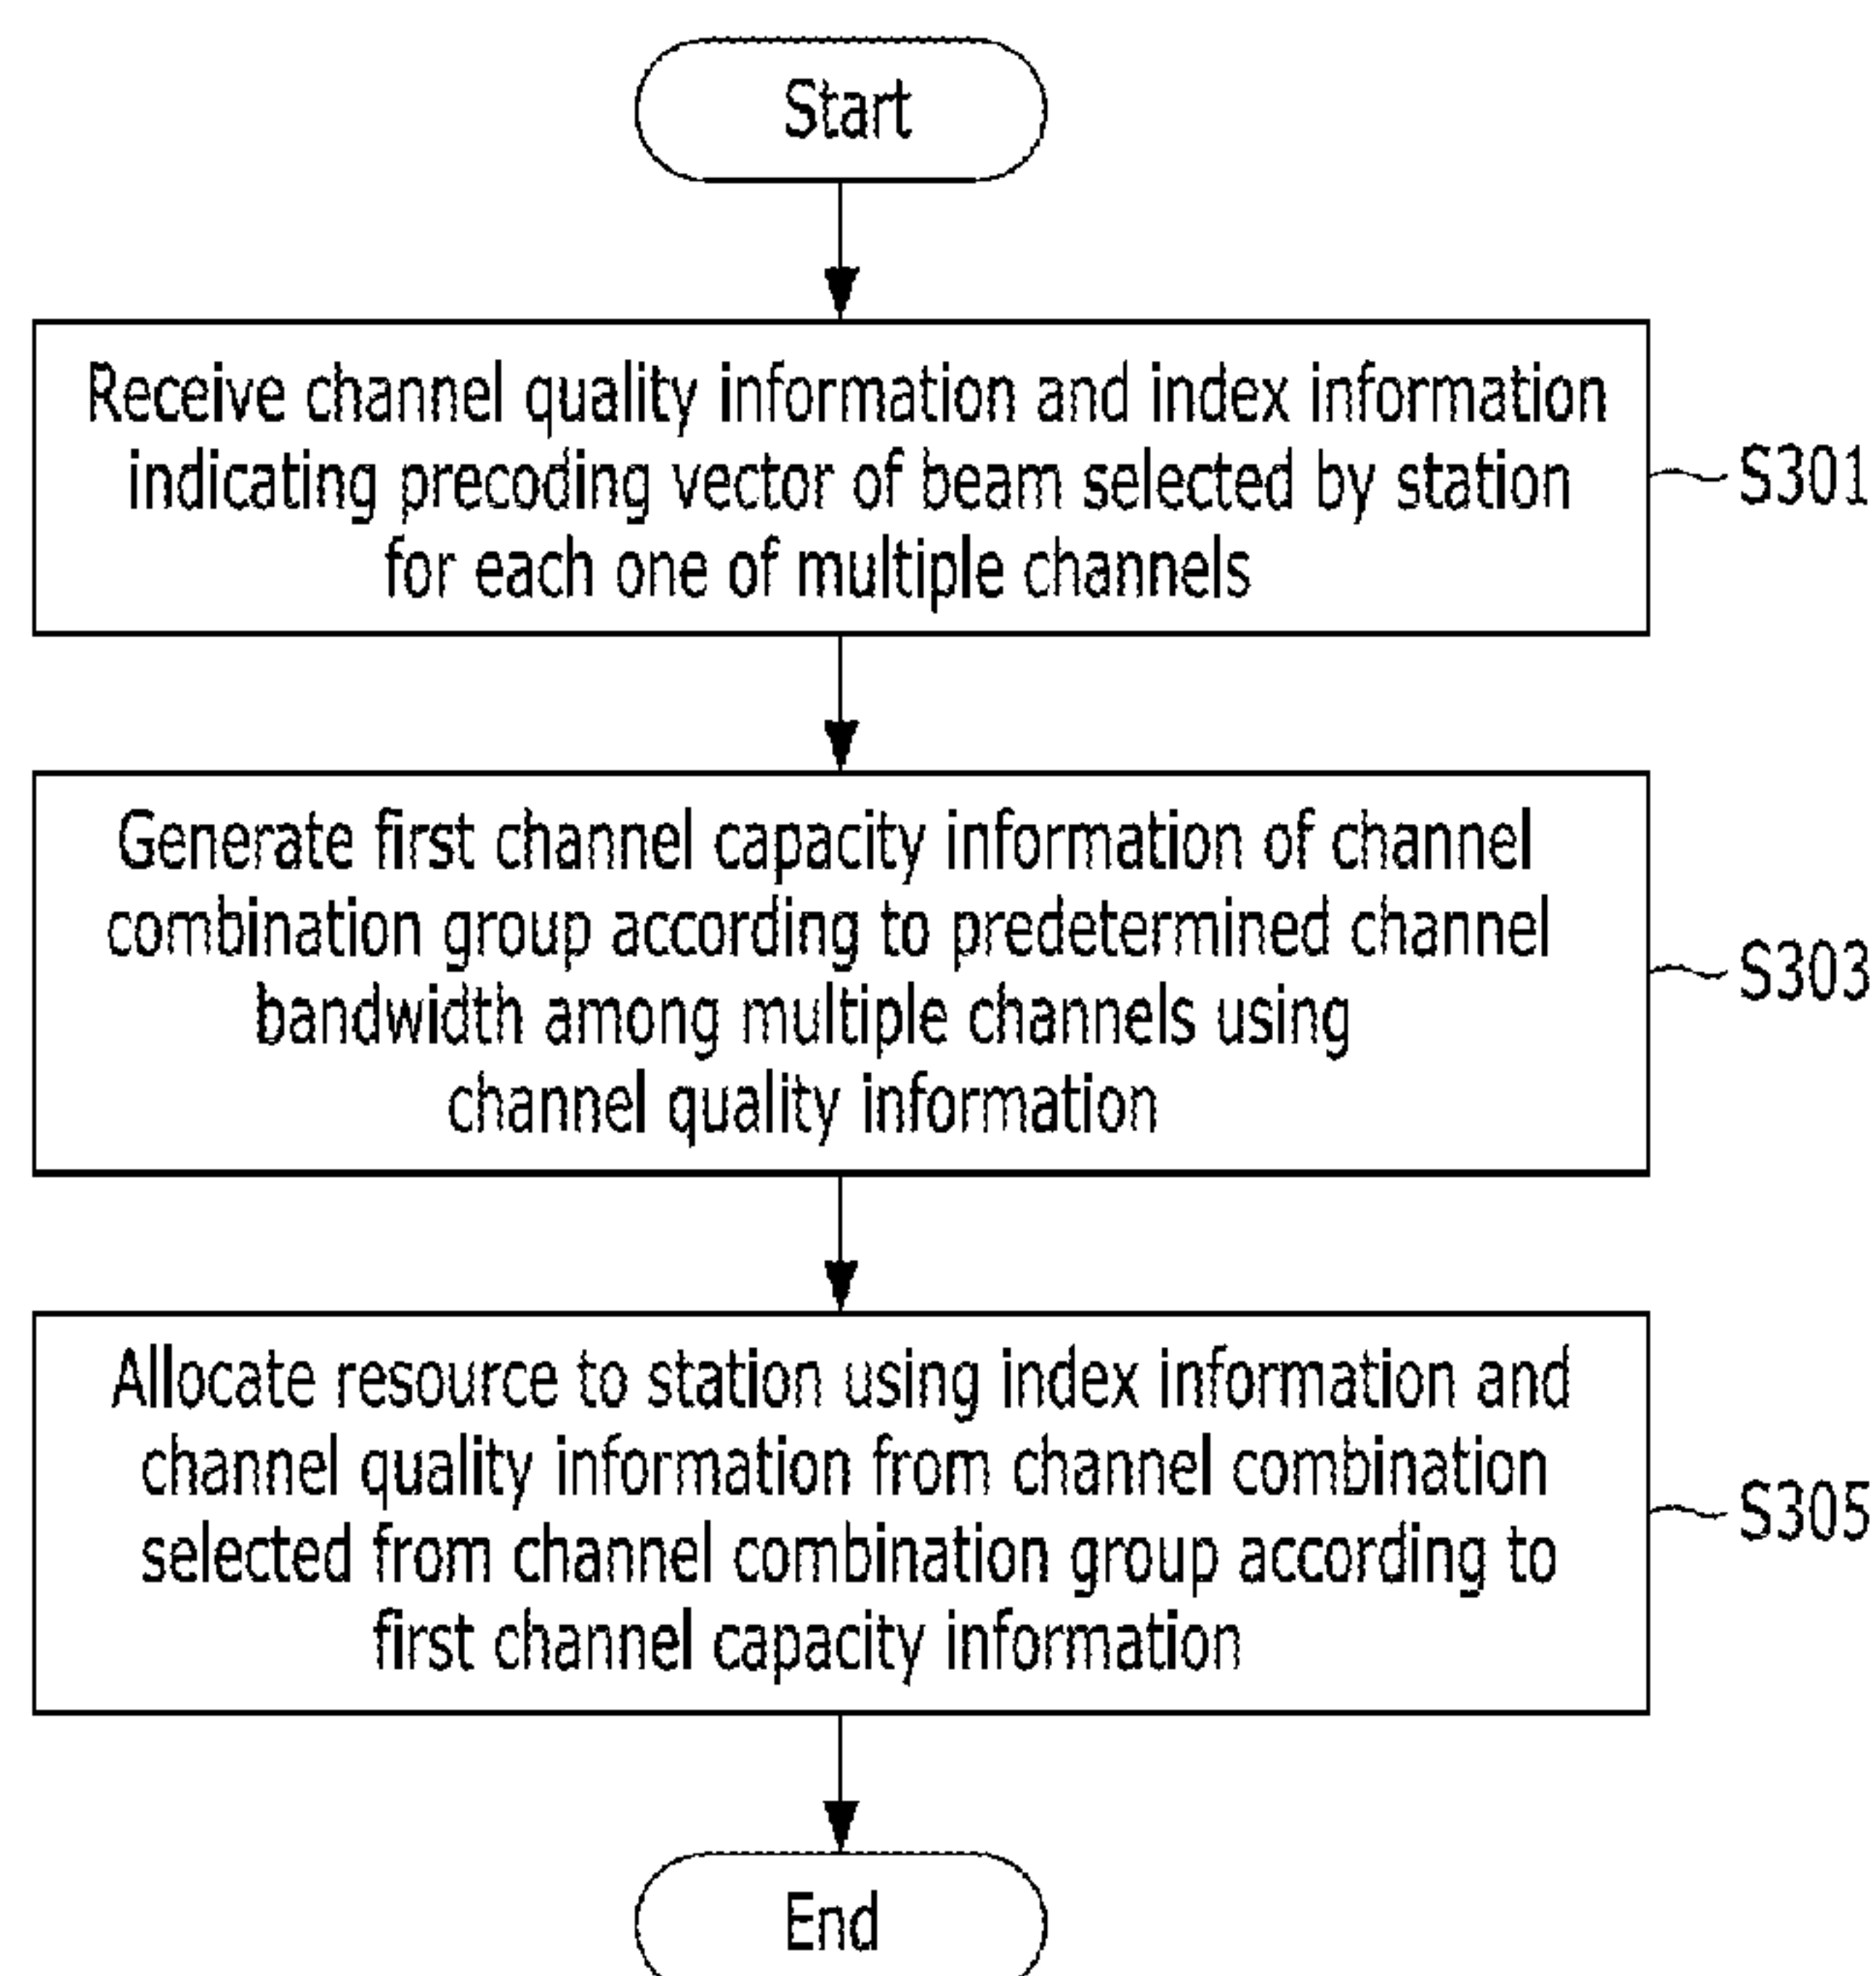 Start
Receive channel quality information and index information
indicating precoding vector of beam selected by station
for each one of multiple channels
S301
Generate first channel capacity information of channel
combination group according to predetermined channel
bandwidth among multiple channels using
channel quality information
S303
Allocate resource to station using index information and
channel quality information from channel combination
selected from channel combination group according to
first channel capacity information
S305
End